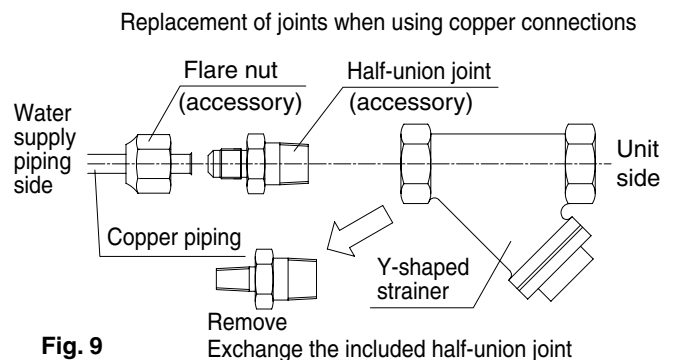 Replacement of joints when using copper connections
Flare nut
(accessory)
Half-union joint
(accessory)
Water
supply
piping
side
Unit
side
Copper piping
Y-shaped
strainer
Remove
Exchange the included half-union joint
Fig. 9